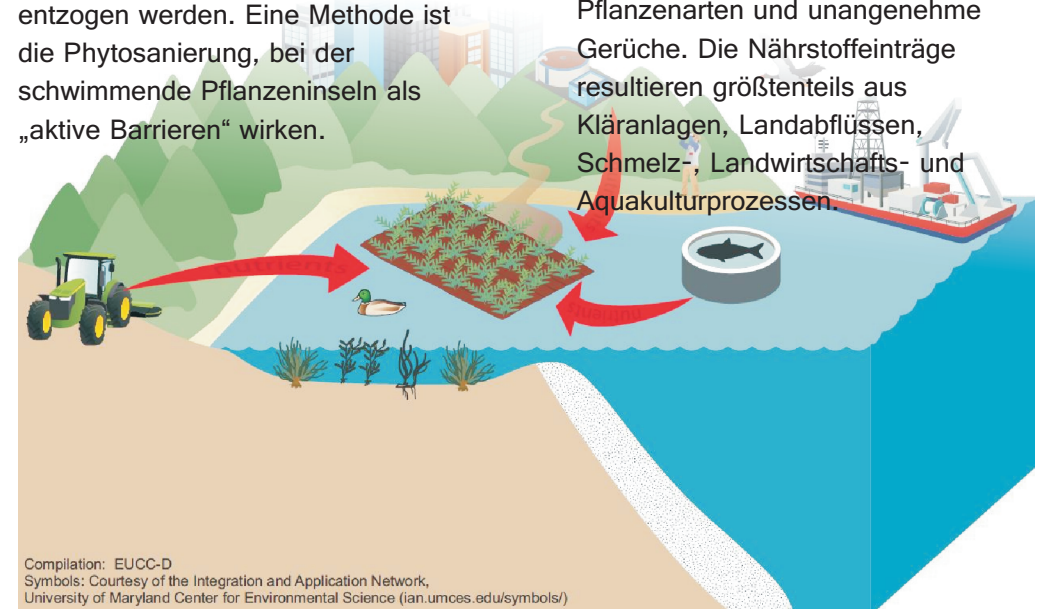 entzogen werden. Eine Methode ist
die Phytosanierung, bei der
schwimmende Pflanzeninseln als
„aktive Barrieren“ wirken.
Pflanzenarten und unangenehme
Gerüche. Die Nährstoffeinträge
resultieren größtenteils aus
Kläranlagen, Landabflüssen,
Schmelz-, Landwirtschafts- und
Aquakulturprozessen.
nutrients
Compilation: EUCC-D
Symbols: Courtesy of the Integration and Application Network,
University of Maryland Center for Environmental Science (ian.umces.edu/symbols/)